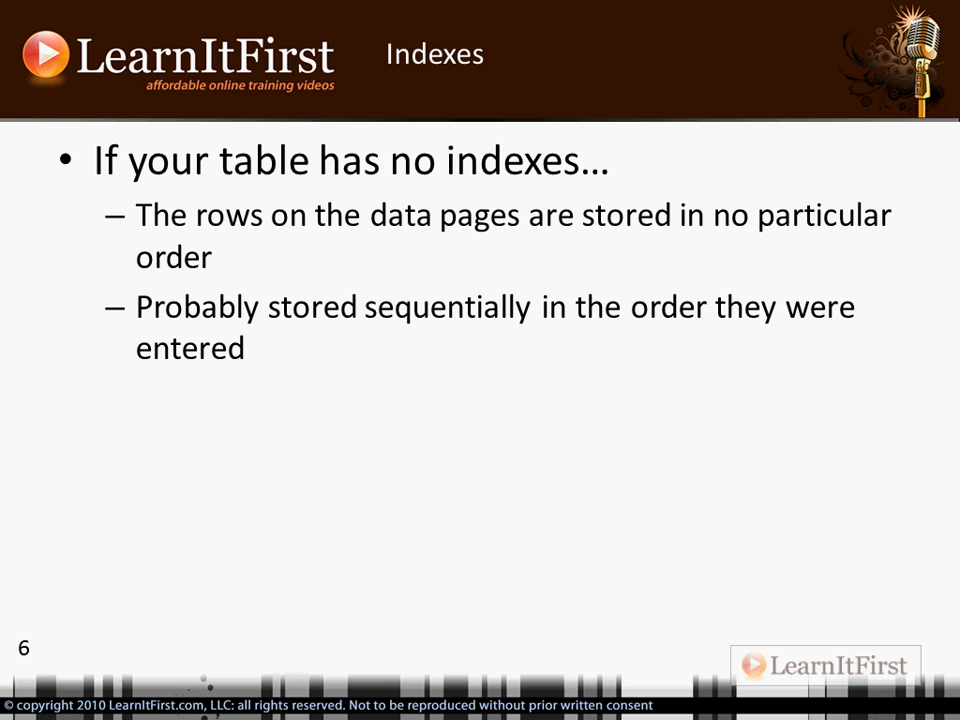 LearnItFirst
affordable online training videos
Indexes
• If your table has no indexes…
– The rows on the data pages are stored in no particular
order
– Probably stored sequentially in the order they were
entered
6
LearnItFirst
© copyright 2010 LearnItFirst.com, LLC: all rights reserved. Not to be reproduced without prior written consent